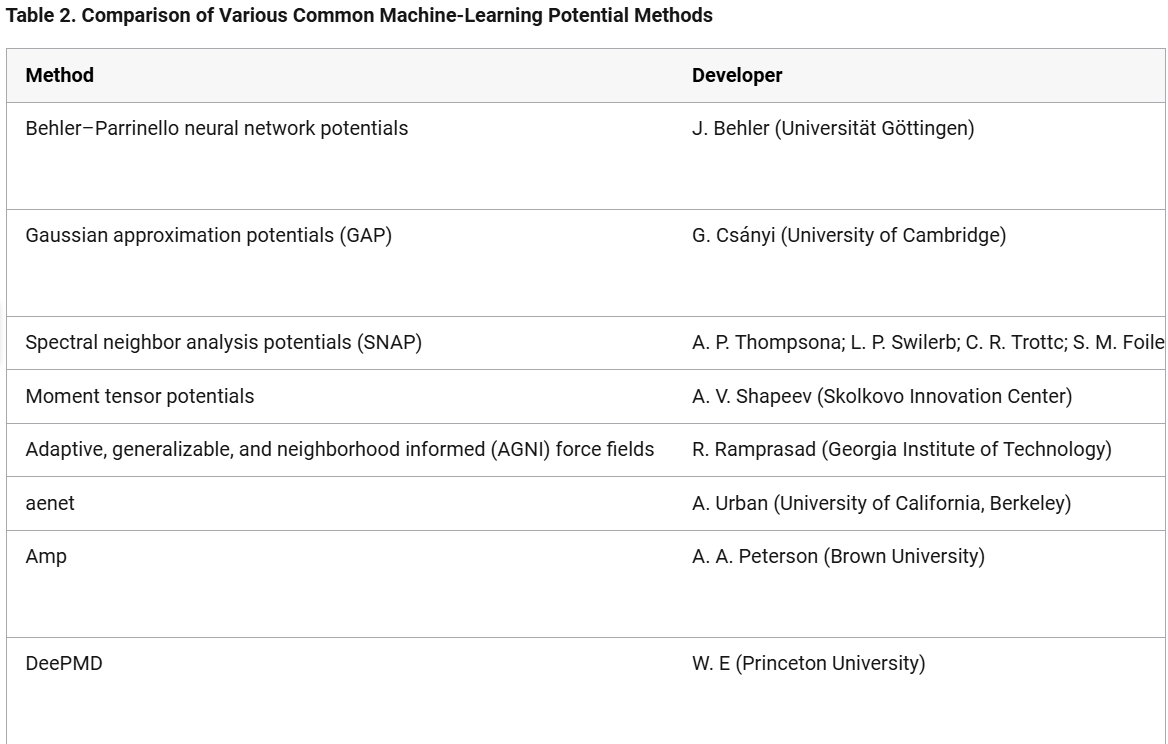 Table 2. Comparison of Various Common Machine-Learning Potential Methods
Method Developer
Behler−Parrinello neural network potentials J. Behler (Universität Göttingen)
Gaussian approximation potentials (GAP) G. Csányi (University of Cambridge)
Spectral neighbor analysis potentials (SNAP) A. P. Thompsona; L. P. Swilerb; C. R. Trottc; S. M. Foile
Moment tensor potentials A. V. Shapeev (Skolkovo Innovation Center)
Adaptive, generalizable, and neighborhood informed (AGNI) force fields R. Ramprasad (Georgia Institute of Technology)
aenet A. Urban (University of California, Berkeley)
Amp A. A. Peterson (Brown University)
DeePMD W. E (Princeton University)